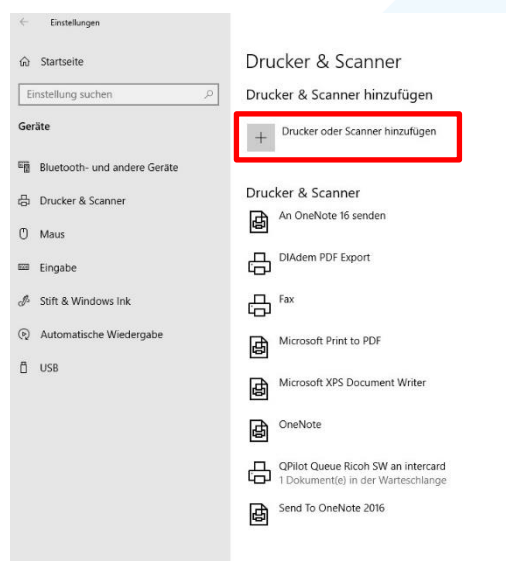 Einstellungen
Startseite
Einstellung suchen
Geräte
Bluetooth- und andere Geräte
Drucker & Scanner
Maus
Eingabe
Stift & Windows Ink
Automatische Wiedergabe
USB
Drucker & Scanner
Drucker & Scanner hinzufügen
Drucker oder Scanner hinzufügen
Drucker & Scanner
An OneNote 16 senden
DIAdem PDF Export
Fax
Microsoft Print to PDF
Microsoft XPS Document Writer
OneNote
QPilot Queue Ricoh SW an intercard
1 Dokument(e) in der Warteschlange
Send To OneNote 2016